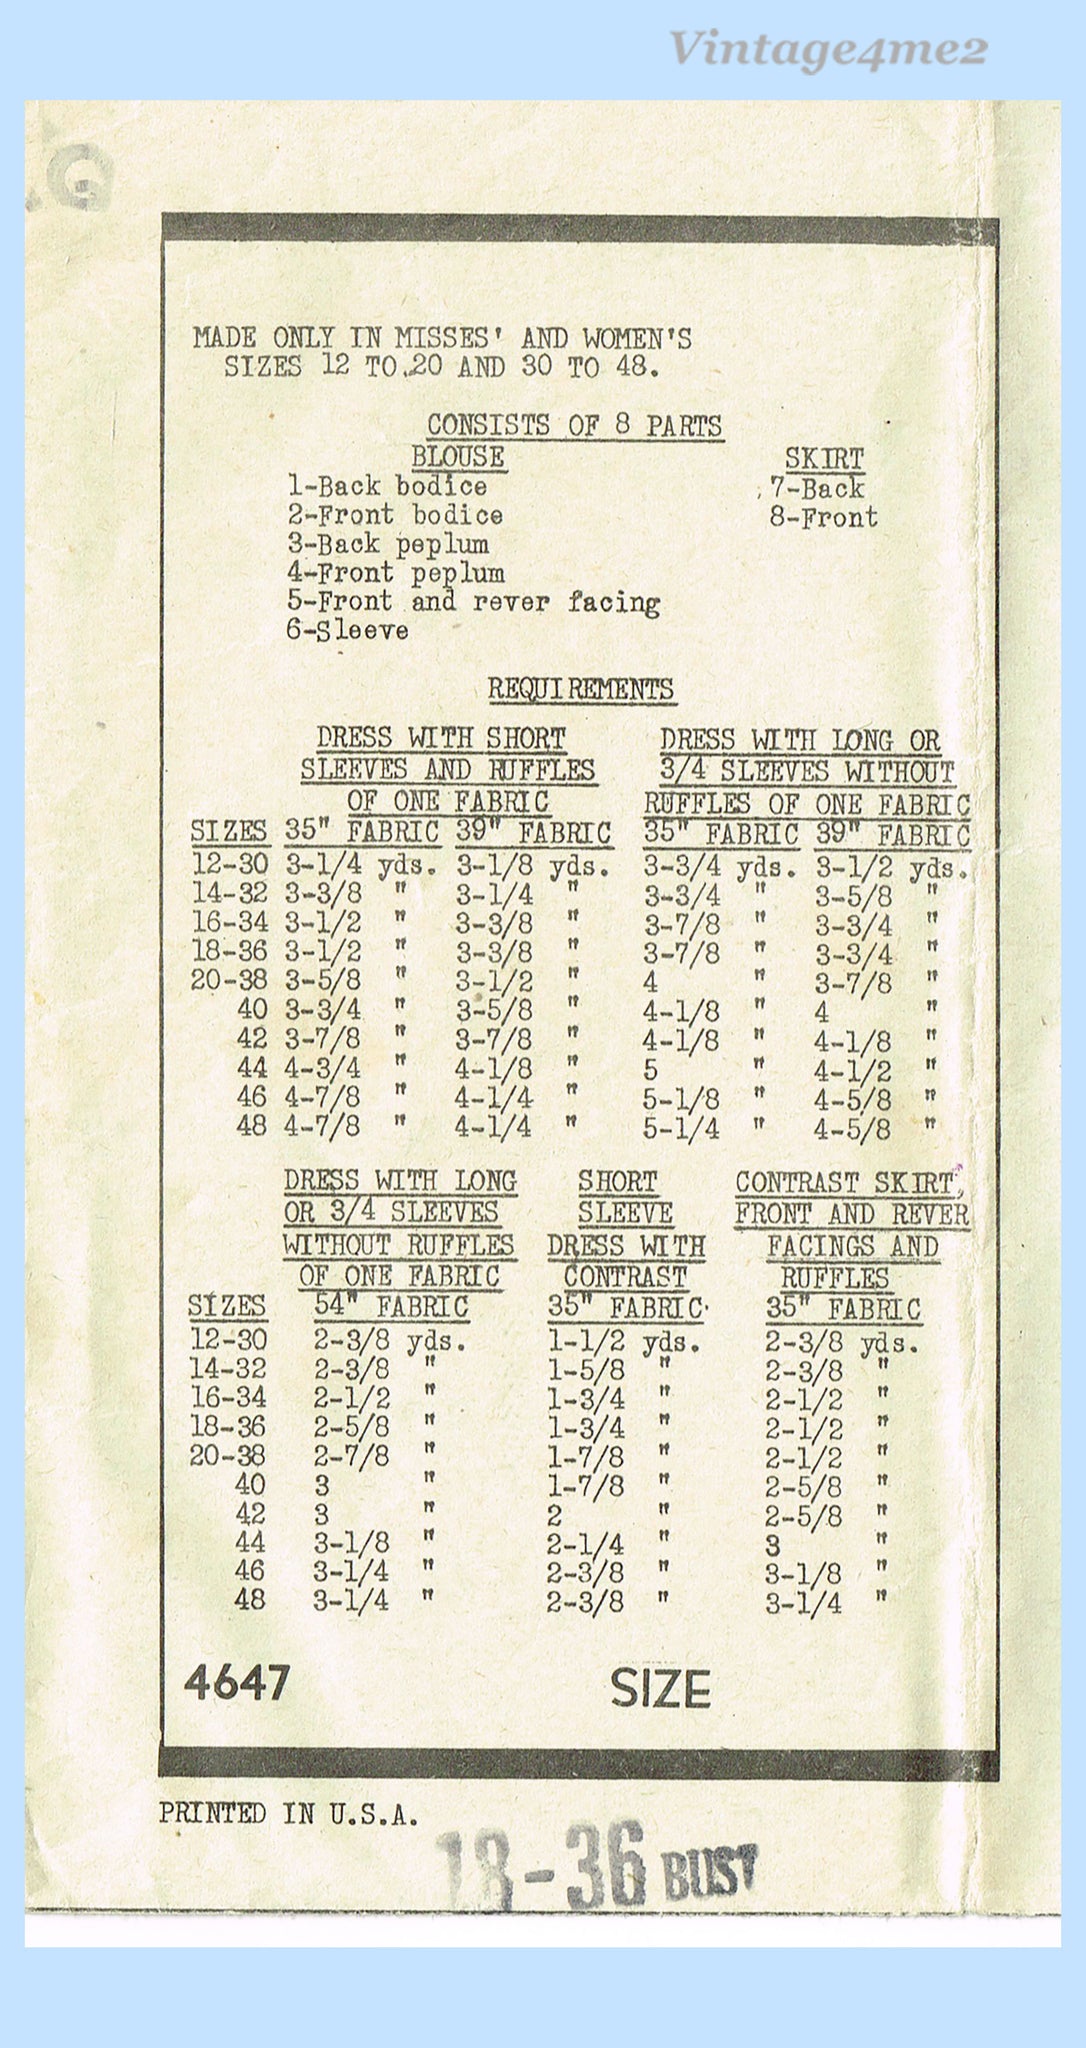 Vintage4me2
MADE ONLY IN MISSES' AND WOMEN'S
SIZES 12 TO 20 AND 30 TO 48.
CONSISTS OF 8 PARTS
BLOUSE SKIRT
1-Back bodice 7-Back
2-Front bodice 8-Front
3-Back peplum
4-Front peplum
5-Front and rever facing
6-Sleeve
REQUIREMENTS
DRESS WITH SHORT DRESS WITH LONG OR
SLEEVES AND RUFFLES 3/4 SLEEVES WITHOUT
OF ONE FABRIC RUFFLES OF ONE FABRIC
SIZES 35" FABRIC 39" FABRIC 35" FABRIC 39" FABRIC
12-30 3-1/4 yds. 3-1/8 yds. 3-3/4 yds. 3-1/2 yds.
14-32 3-3/8 " 3-1/4 " 3-3/4 " 3-5/8 "
16-34 3-1/2 " 3-3/8 " 3-7/8 " 3-3/4 "
18-36 3-1/2 " 3-3/8 " 3-7/8 " 3-3/4 "
20-38 3-5/8 " 3-1/2 " 4 " 3-7/8 "
40 3-3/4 " 3-5/8 " 4-1/8 " 4 "
42 3-7/8 " 3-7/8 " 4-1/8 " 4-1/8 "
44 4-3/4 " 4-1/8 " 5 " 4-1/2 "
46 4-7/8 " 4-1/4 " 5-1/8 " 4-5/8 "
48 4-7/8 " 4-1/4 " 5-1/4 " 4-5/8 "
DRESS WITH LONG SHORT CONTRAST SKIRT,
OR 3/4 SLEEVES SLEEVE FRONT AND REVER
WITHOUT RUFFLES DRESS WITH FACINGS AND
OF ONE FABRIC CONTRAST RUFFLES
SIZES 54" FABRIC 35" FABRIC 35" FABRIC
12-30 2-3/8 yds. 1-1/2 yds. 2-3/8 yds.
14-32 2-3/8 " 1-5/8 " 2-3/8 "
16-34 2-1/2 " 1-3/4 " 2-1/2 "
18-36 2-5/8 " 1-3/4 " 2-1/2 "
20-38 2-7/8 " 1-7/8 " 2-1/2 "
40 3 " 1-7/8 " 2-5/8 "
42 3 " 2 " 2-5/8 "
44 3-1/8 " 2-1/4 " 3 "
46 3-1/4 " 2-3/8 " 3-1/8 "
48 3-1/4 " 2-3/8 " 3-1/4 "
4647 SIZE
PRINTED IN U.S.A.
18-36 BUST